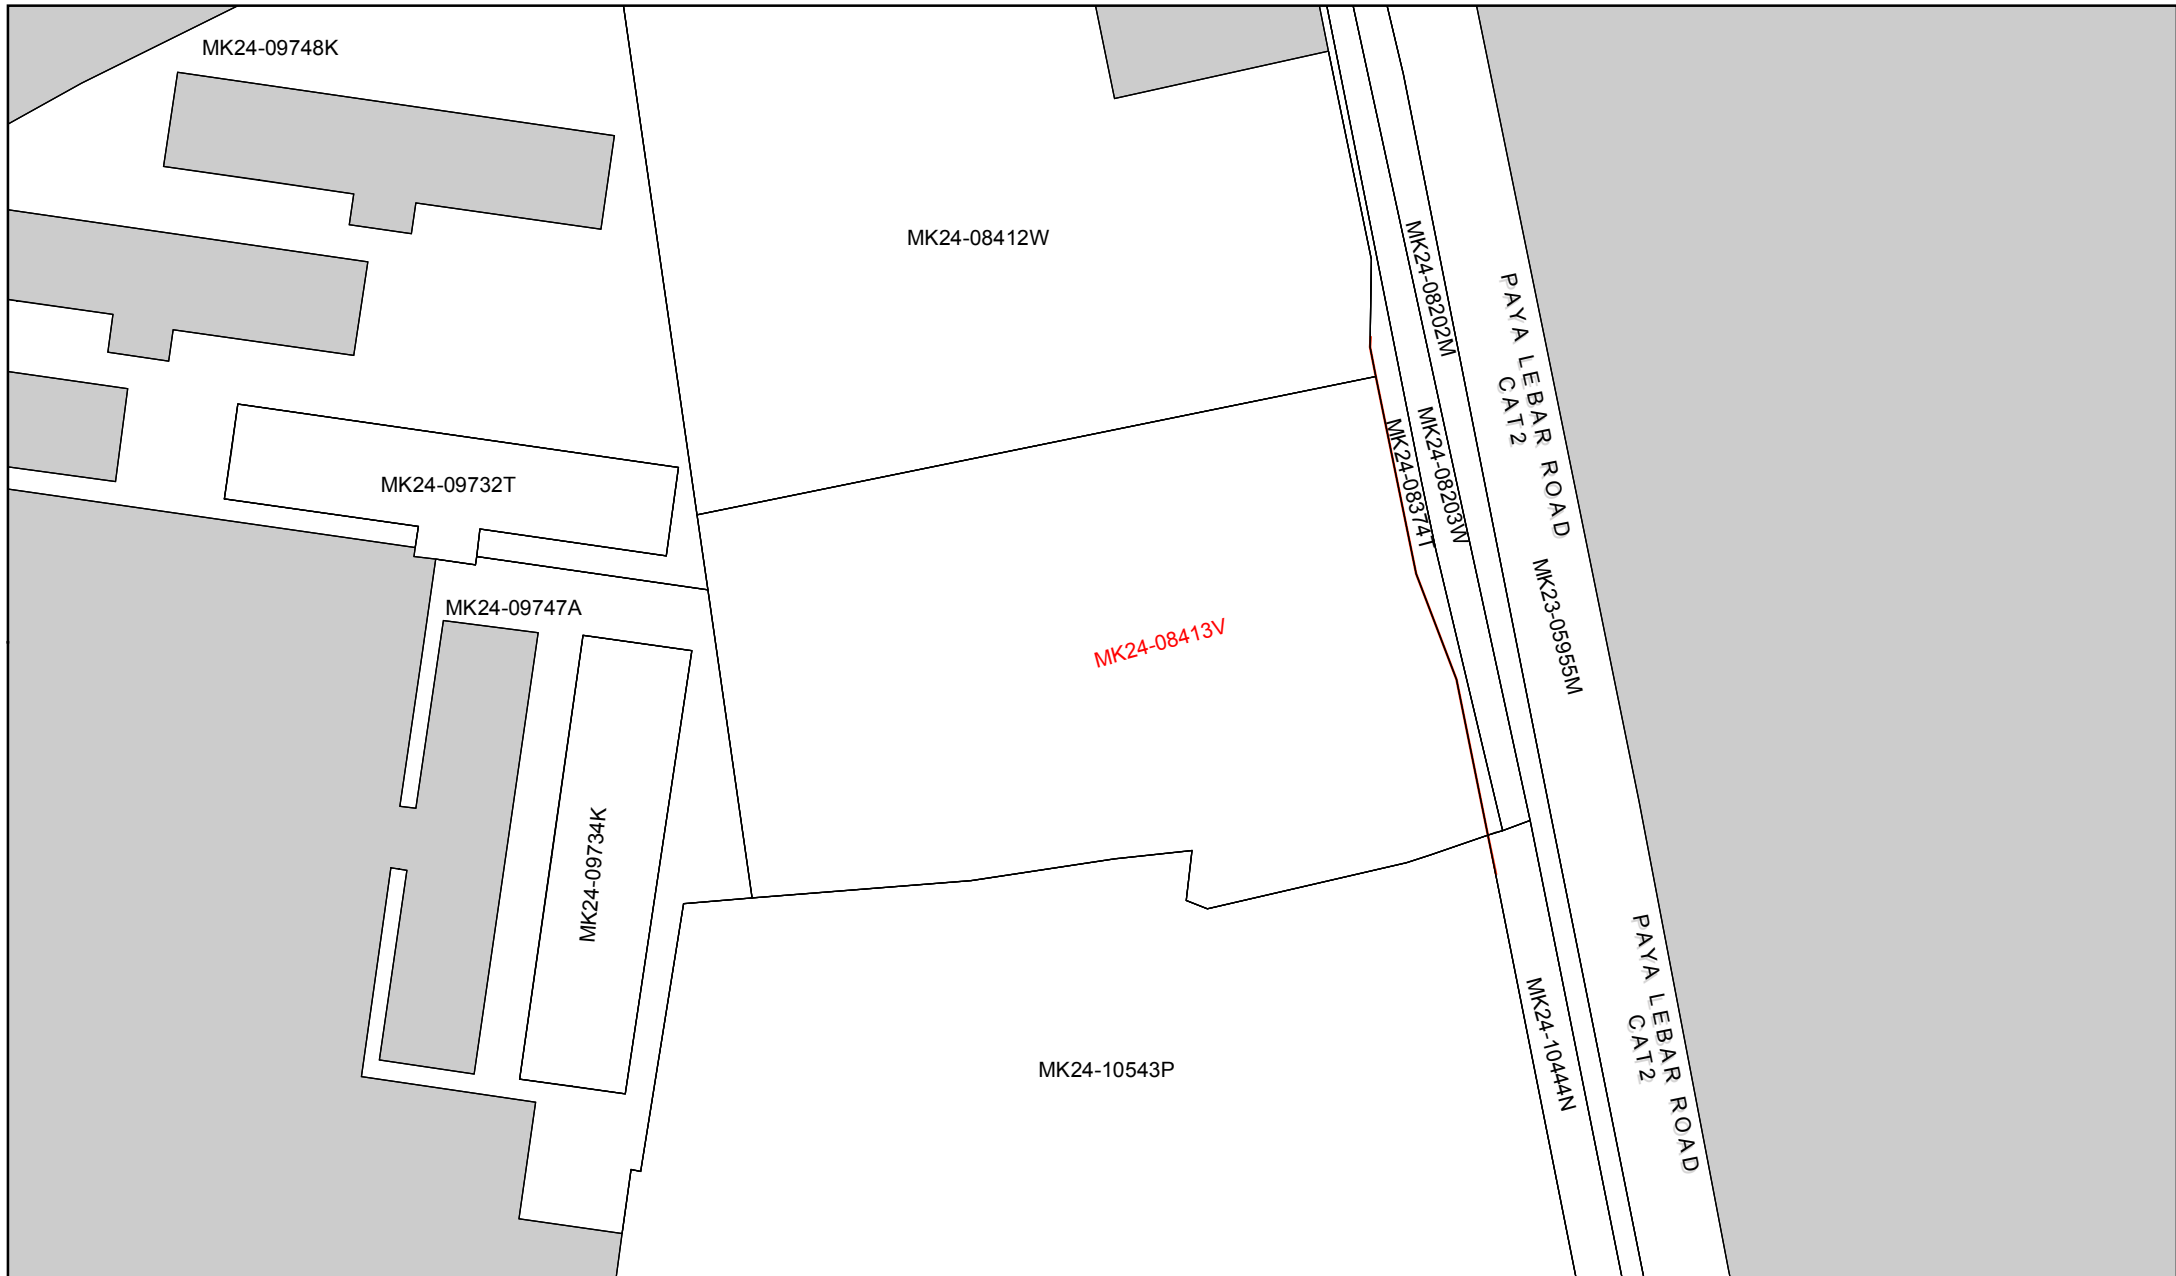 MK24-09748K
MK24-08412W
MK24-08202M
PAYA LEBAR ROAD
CAT2
MK24-09732T
MK24-08203W
MK24-08374T
MK24-09747A
MK24-08413V
MK23-05955M
MK24-09734K
MK24-10543P
MK24-10444N
PAYA LEBAR ROAD
CAT2